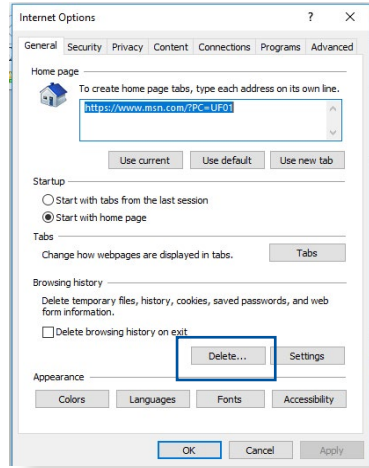 Internet Options ? X
General Security Privacy Content Connections Programs Advanced
Home page
To create home page tabs, type each address on its own line.
https://www.msn.com/?PC=UF01
Use current Use default Use new tab
Startup
Start with tabs from the last session
Start with home page
Tabs
Change how webpages are displayed in tabs. Tabs
Browsing history
Delete temporary files, history, cookies, saved passwords, and web
form information.
Delete browsing history on exit
Delete... Settings
Appearance
Colors Languages Fonts Accessibility
OK Cancel Apply